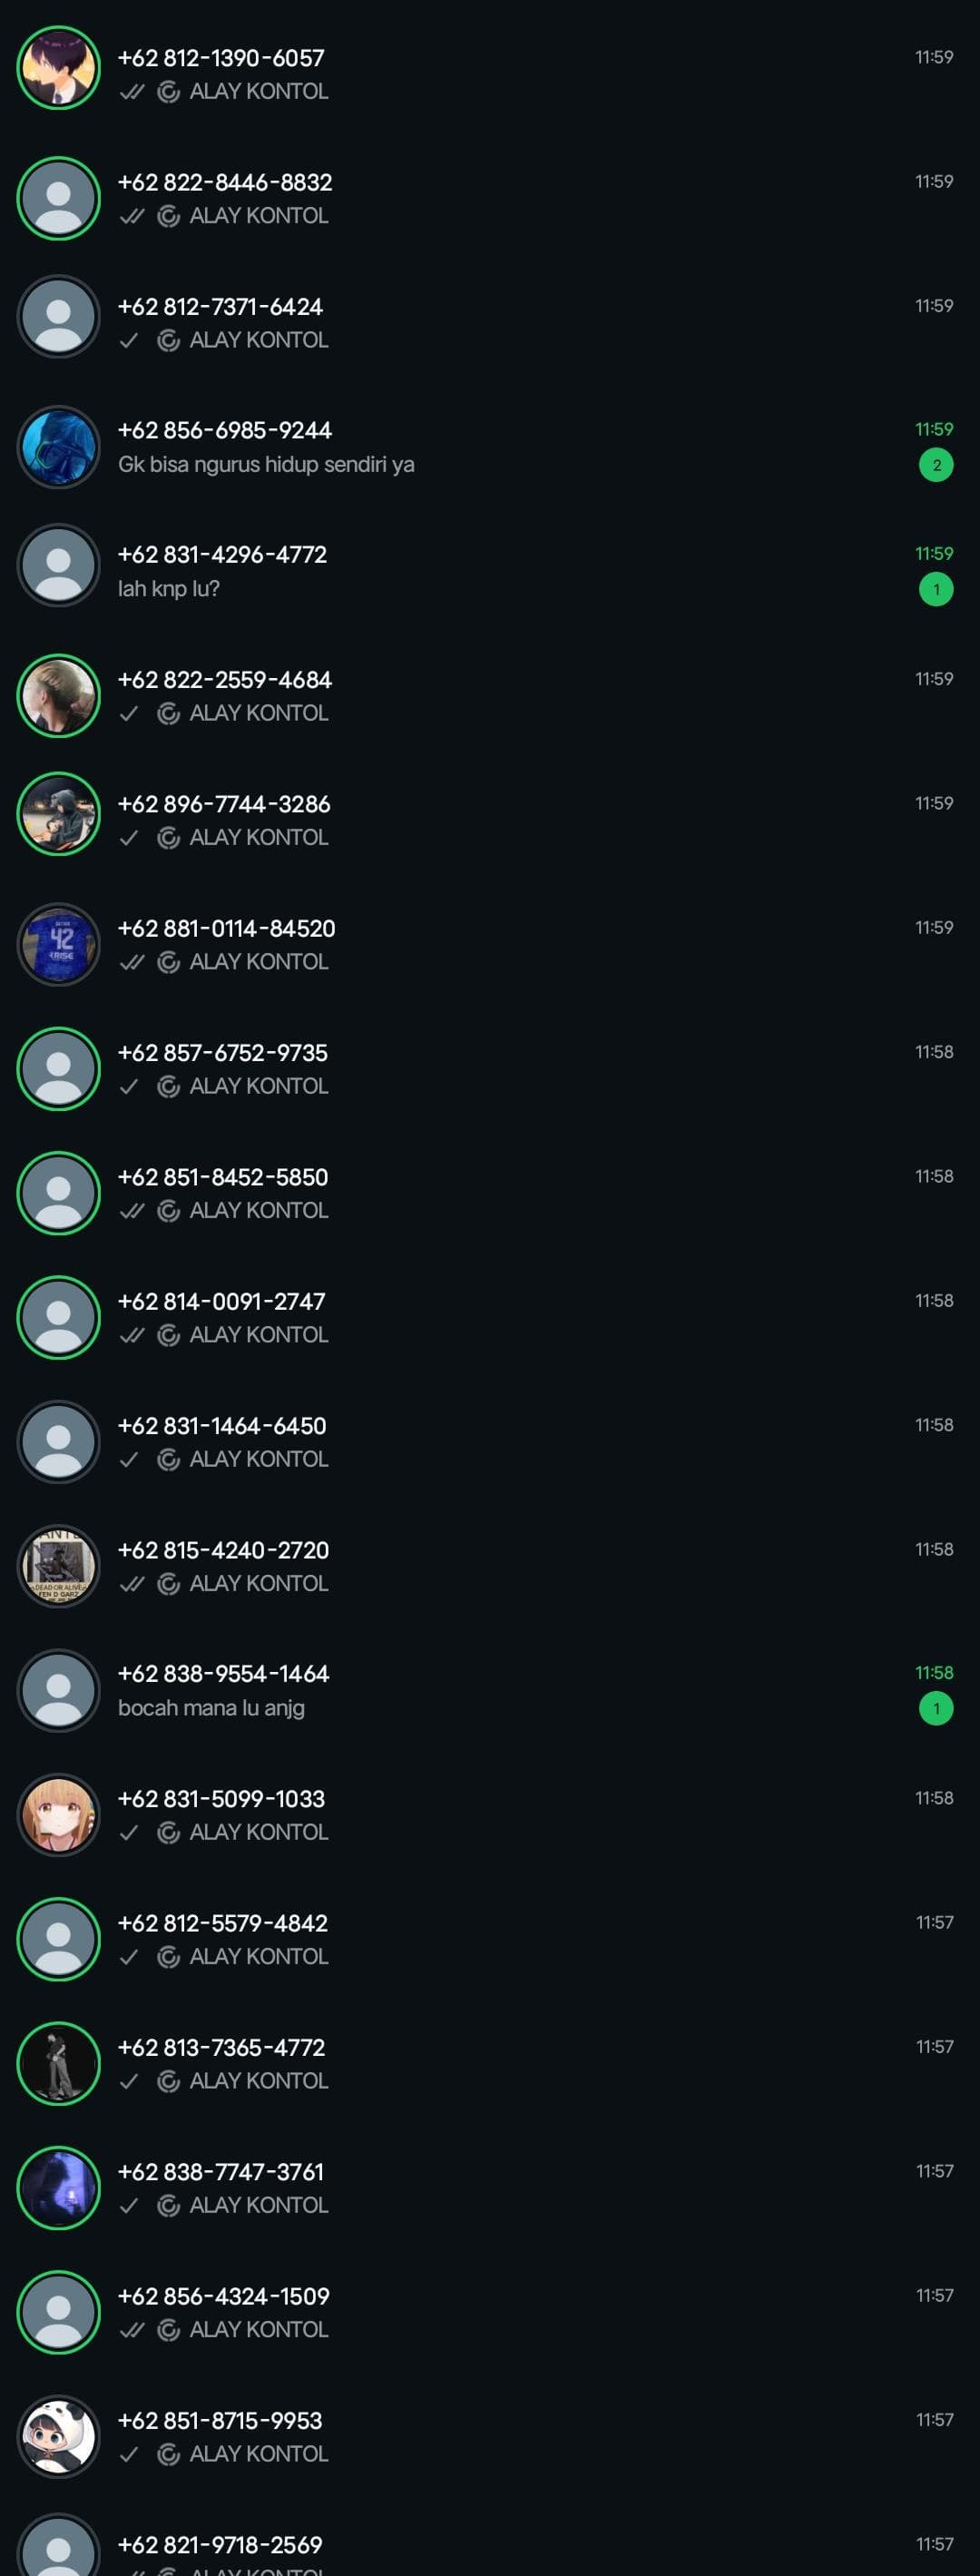 +62 812-1390-6057
11:59
ALAY KONTOL
+62 822-8446-8832
11:59
ALAY KONTOL
+62 812-7371-6424
11:59
ALAY KONTOL
+62 856-6985-9244
11:59
Gk bisa ngurus hidup sendiri ya
2
+62 831-4296-4772
11:59
lah knp lu?
1
+62 822-2559-4684
11:59
ALAY KONTOL
+62 896-7744-3286
11:59
ALAY KONTOL
42
RISE
+62 881-0114-84520
11:59
ALAY KONTOL
+62 857-6752-9735
11:58
ALAY KONTOL
+62 851-8452-5850
11:58
ALAY KONTOL
+62 814-0091-2747
11:58
ALAY KONTOL
+62 831-1464-6450
11:58
ALAY KONTOL
DEAD OR ALIVE
+62 815-4240-2720
11:58
ALAY KONTOL
+62 838-9554-1464
11:58
bocah mana lu anjg
1
+62 831-5099-1033
11:58
ALAY KONTOL
+62 812-5579-4842
11:57
ALAY KONTOL
+62 813-7365-4772
11:57
ALAY KONTOL
+62 838-7747-3761
11:57
ALAY KONTOL
+62 856-4324-1509
11:57
ALAY KONTOL
+62 851-8715-9953
11:57
ALAY KONTOL
+62 821-9718-2569
11:57
ALAY KONTOL